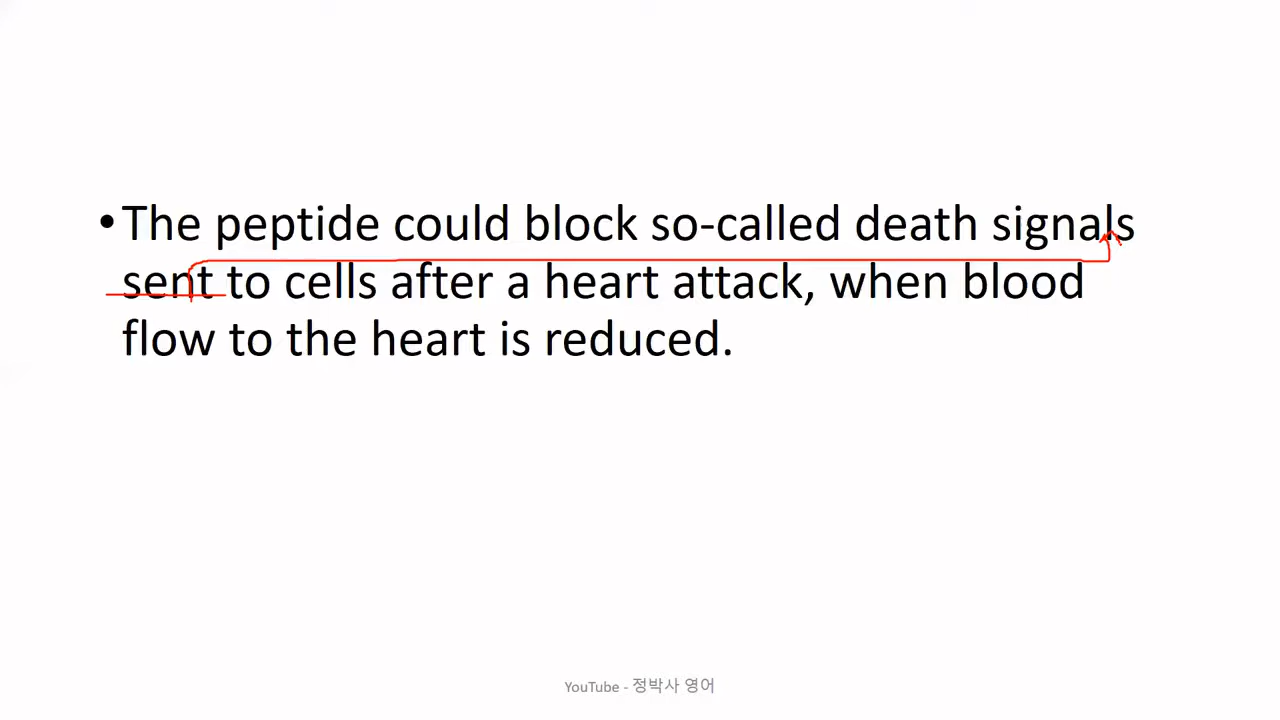 •The peptide could block so-called death signals
sent to cells after a heart attack, when blood
flow to the heart is reduced.
YouTube - 정박사 영어